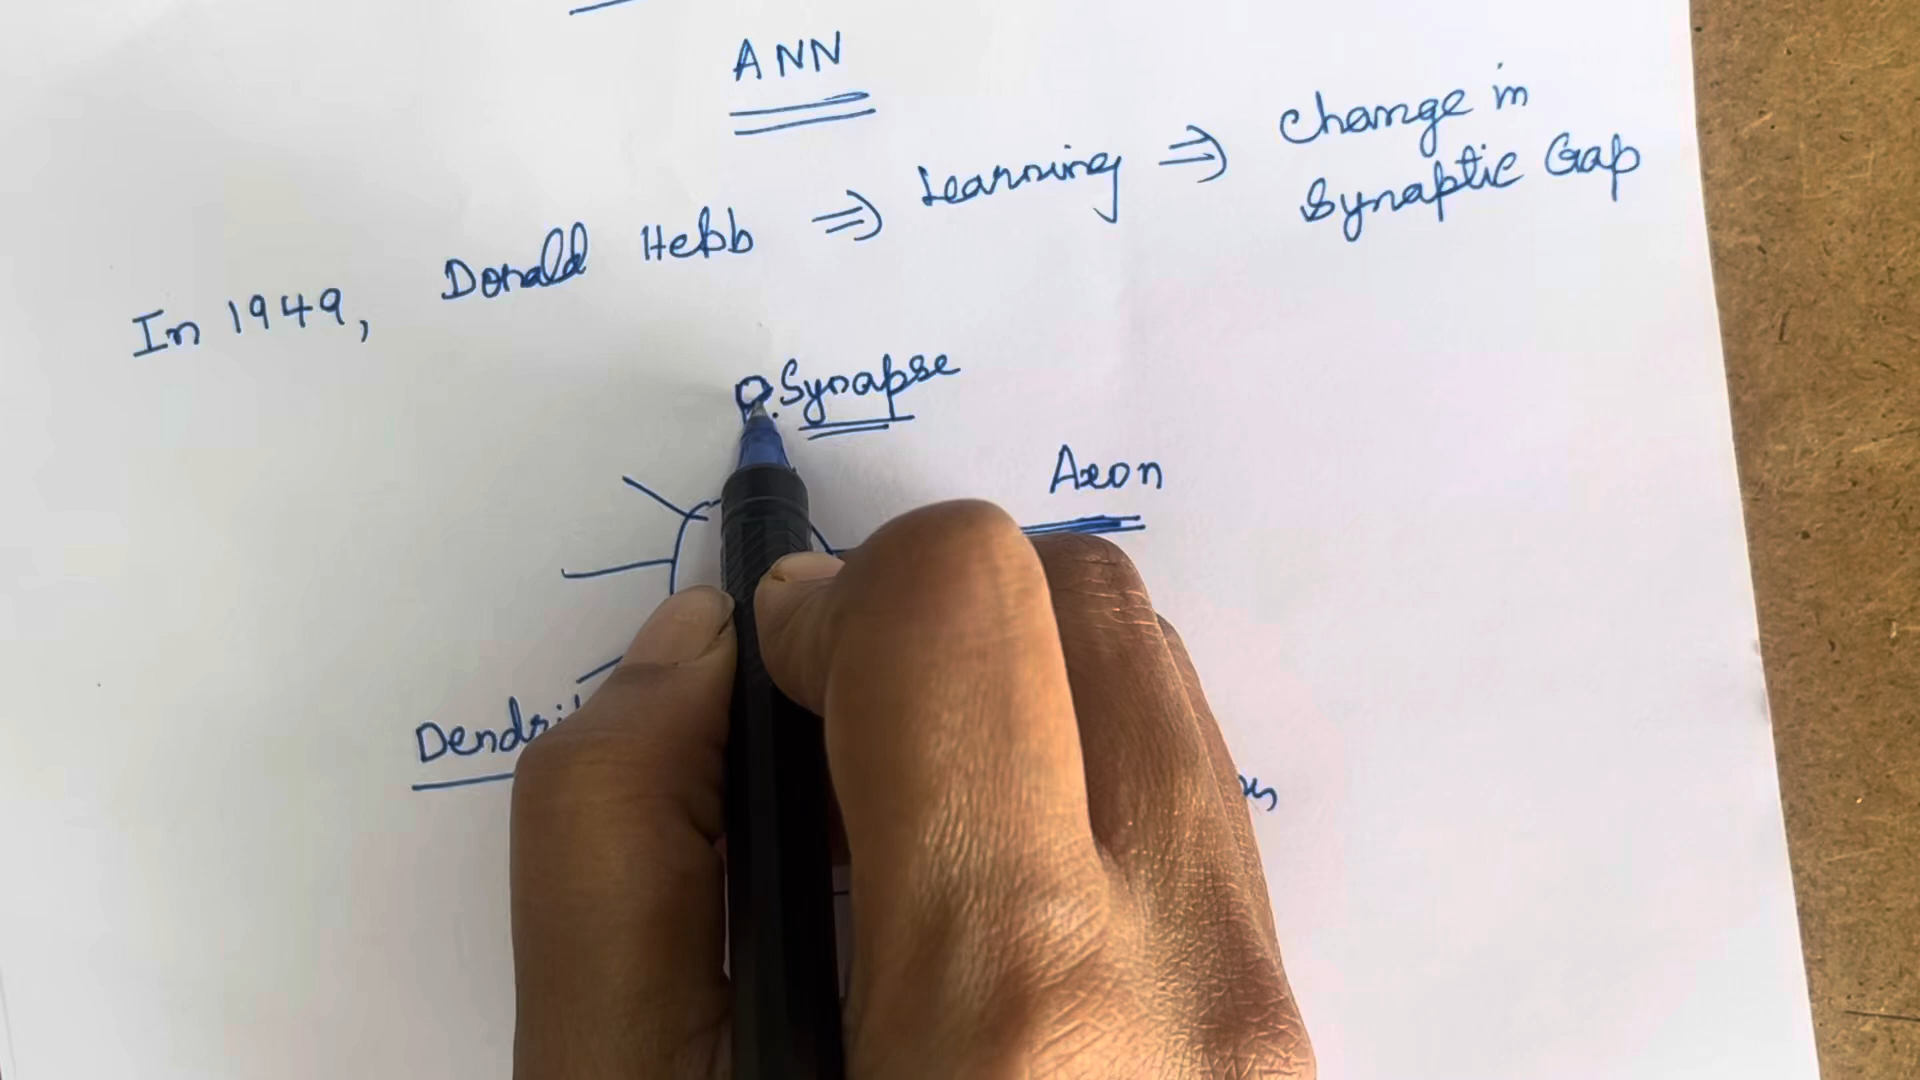 ANN
In 1949, Donald Hebb ⇒ Learning ⇒ Change in
Synaptic Gap
Synapse
Axon